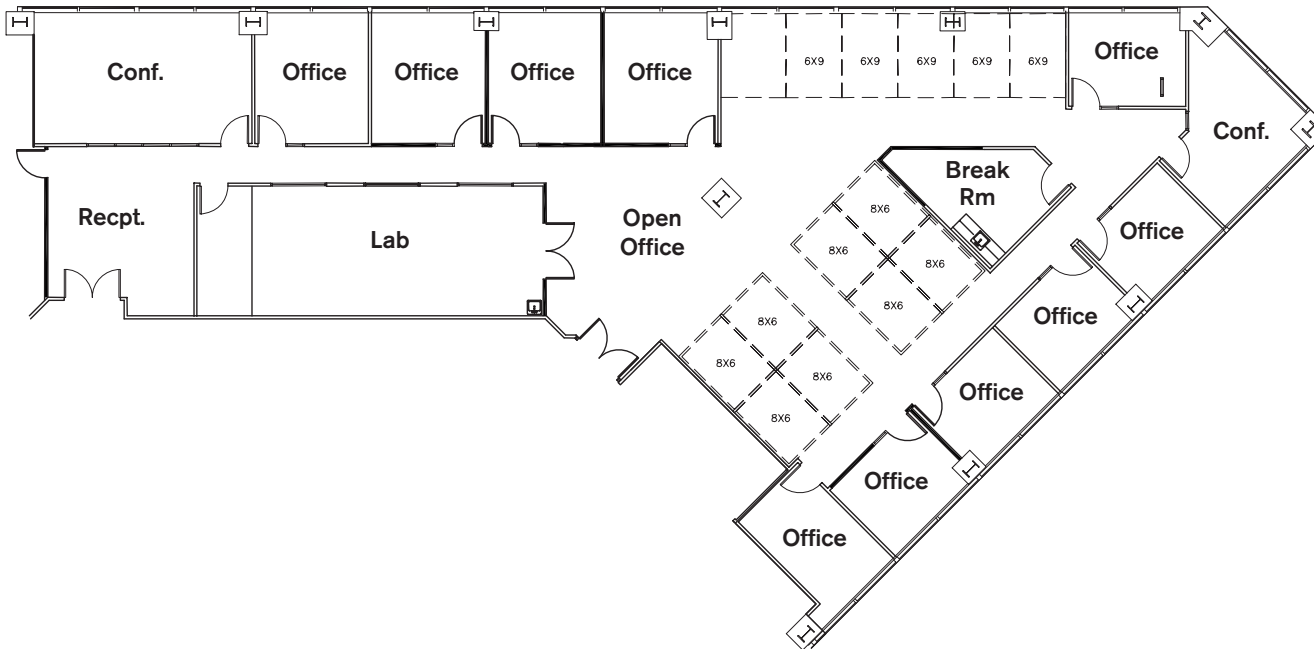 Conf.
Office
Office
Office
Office
6X9
6X9
6X9
6X9
6X9
Office
Conf.
Break
Rm
Recpt.
Lab
Open
Office
8X6
8X6
8X6
8X6
Office
8X6
8X6
8X6
8X6
Office
Office
Office
Office